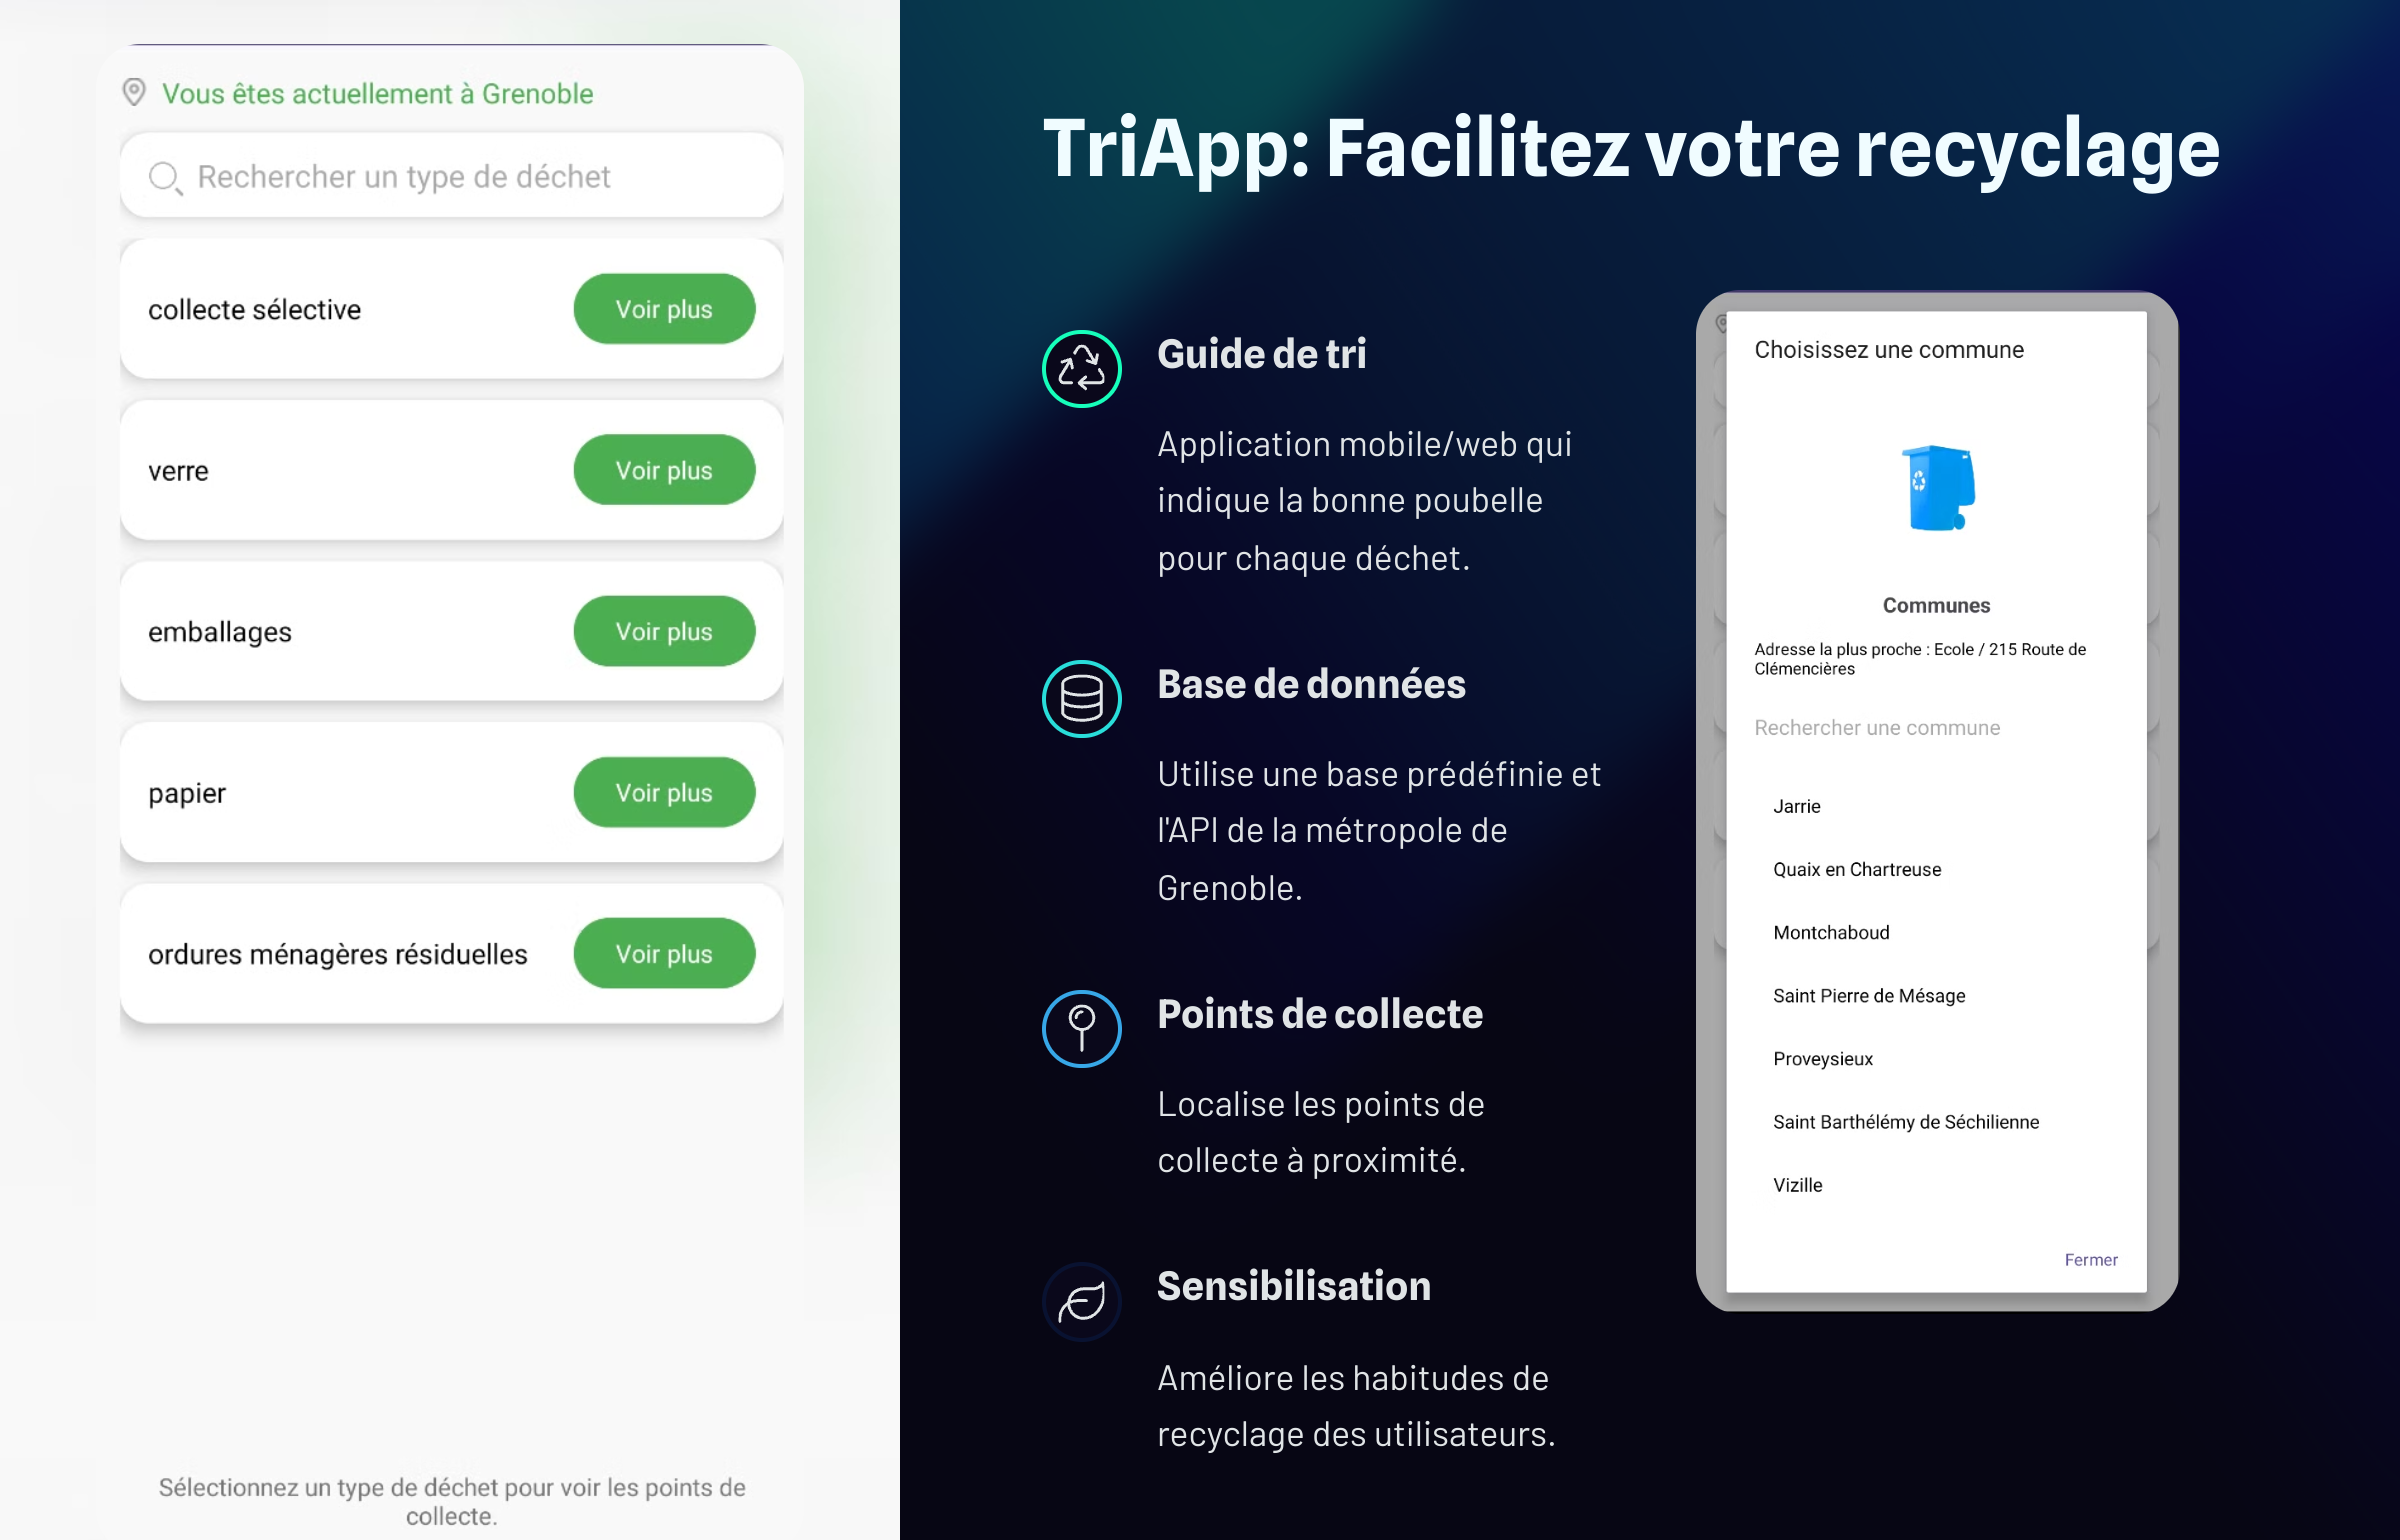 Vous êtes actuellement à Grenoble
Rechercher un type de déchet
collecte sélective
Voir plus
verre
Voir plus
emballages
Voir plus
papier
Voir plus
ordures ménagères résiduelles
Voir plus
Sélectionnez un type de déchet pour voir les points de
collecte.
TriApp: Facilitez votre recyclage
Guide de tri
Application mobile/web qui
indique la bonne poubelle
pour chaque déchet.
Base de données
Utilise une base prédéfinie et
l'API de la métropole de
Grenoble.
Points de collecte
Localise les points de
collecte à proximité.
Sensibilisation
Améliore les habitudes de
recyclage des utilisateurs.
Choisissez une commune
Communes
Adresse la plus proche : Ecole / 215 Route de
Clémencières
Rechercher une commune
Jarrie
Quaix en Chartreuse
Montchaboud
Saint Pierre de Mésage
Proveysieux
Saint Barthélémy de Séchilienne
Vizille
Fermer